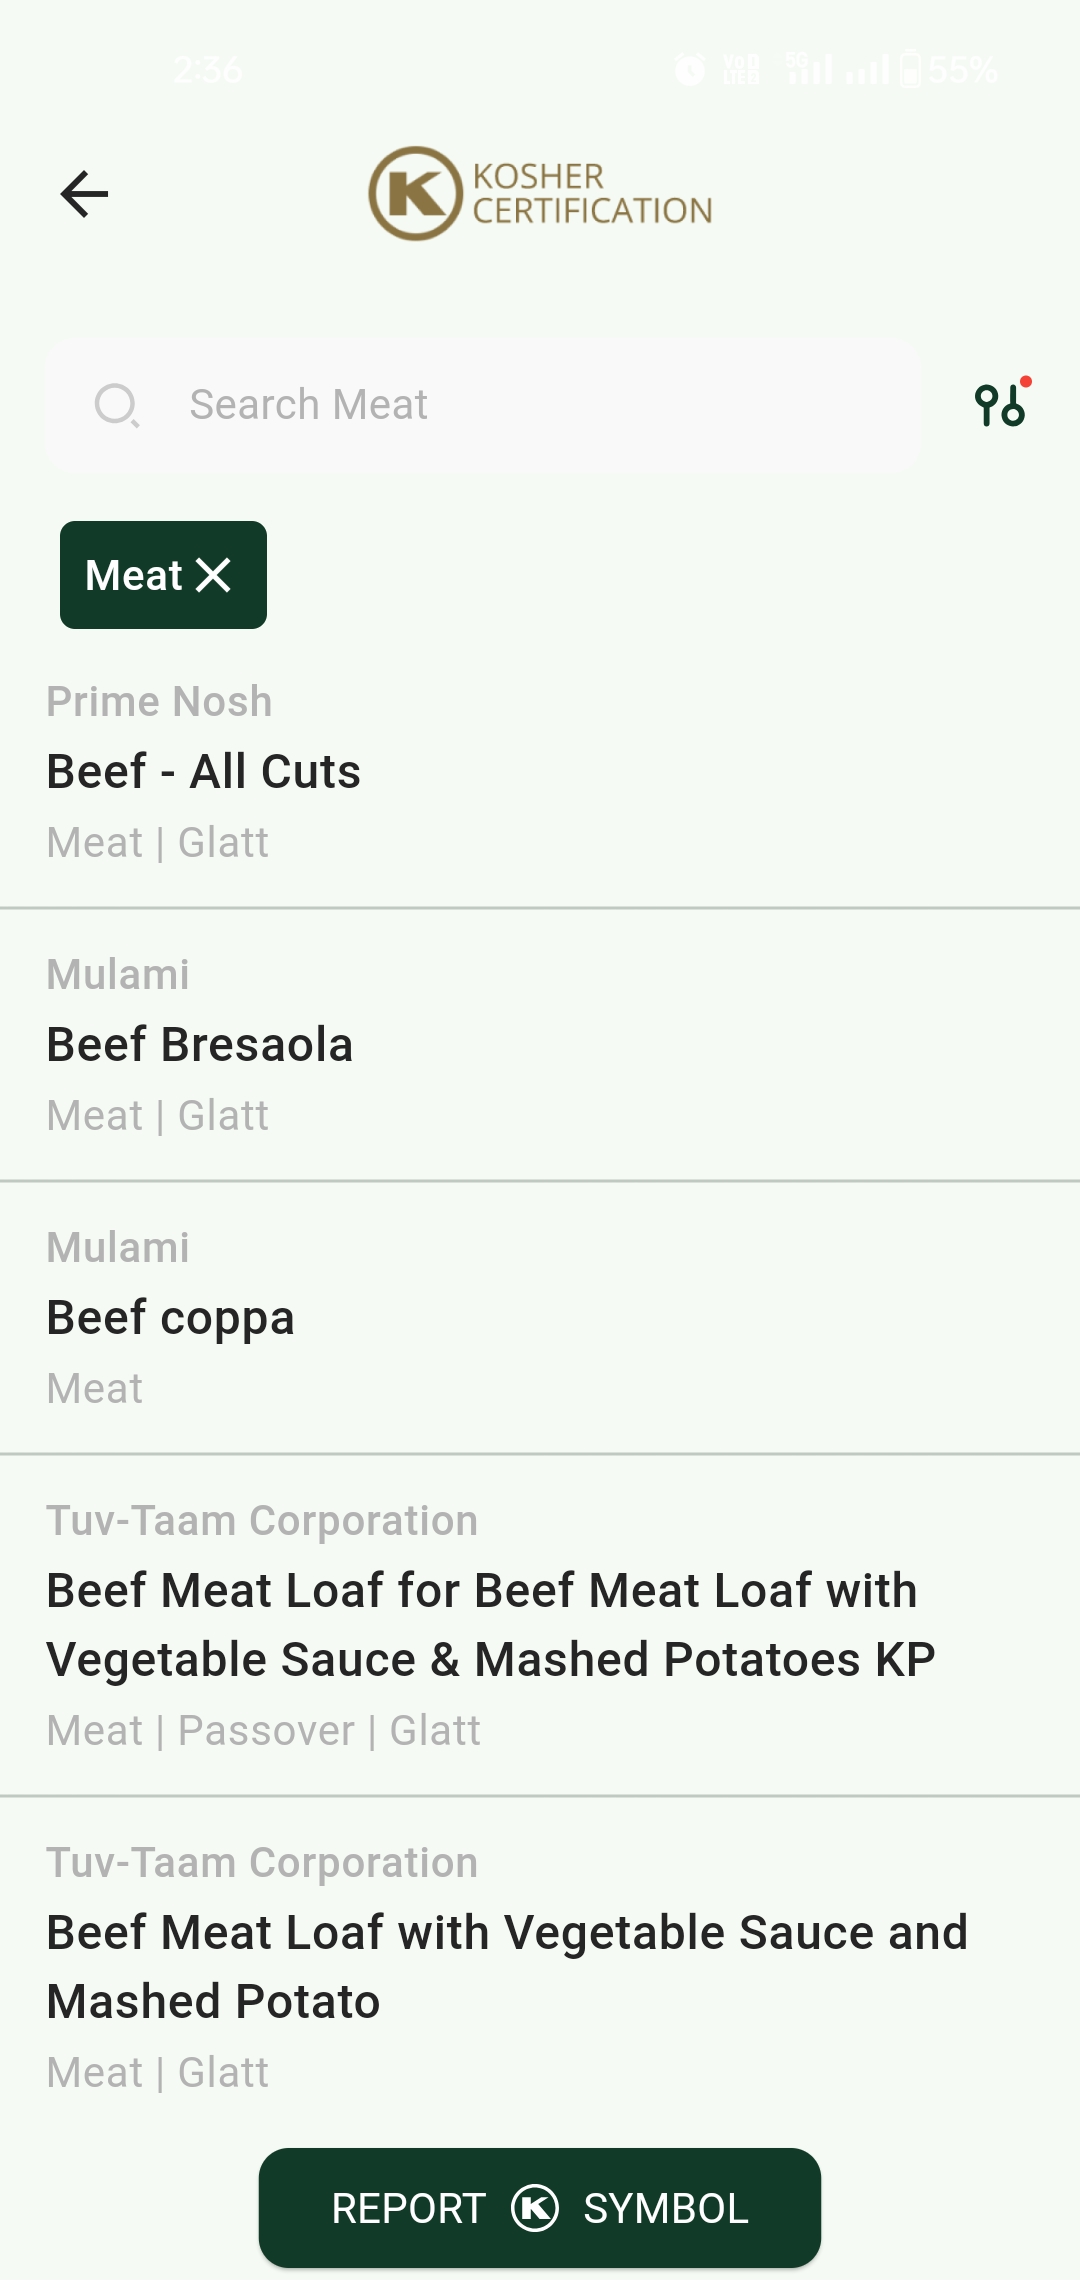 2:36
Vo LTE 5G 55%
K KOSHER
CERTIFICATION
Search Meat
Meat
Prime Nosh
Beef - All Cuts
Meat | Glatt
Mulami
Beef Bresaola
Meat | Glatt
Mulami
Beef coppa
Meat
Tuv-Taam Corporation
Beef Meat Loaf for Beef Meat Loaf with
Vegetable Sauce & Mashed Potatoes KP
Meat | Passover | Glatt
Tuv-Taam Corporation
Beef Meat Loaf with Vegetable Sauce and
Mashed Potato
Meat | Glatt
REPORT K SYMBOL